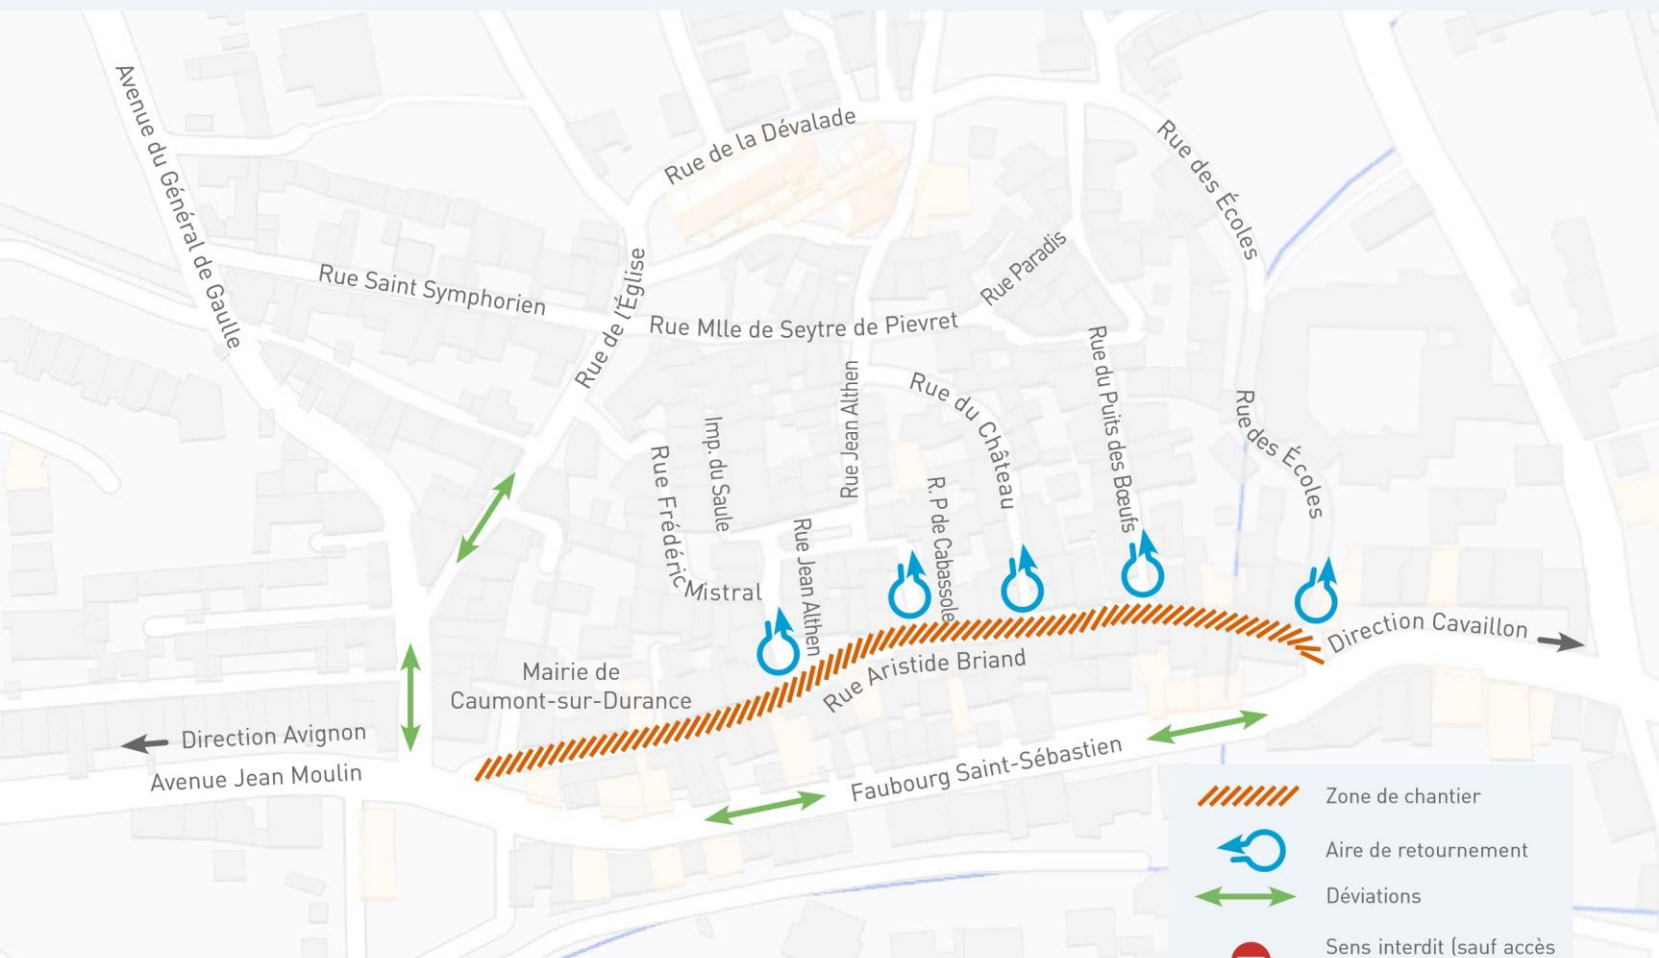 Avenue du Général de Gaulle
Rue de la Dévalade
Rue des Écoles
Rue Saint Symphorien
Rue de l'Église
Rue Paradis
Rue Mlle de Seytre de Pievret
Rue Jean Althen
Rue du Château
Rue du Puits des Bœufs
Rue des Écoles
Imp. du Saule
Rue Frédéric Mistral
Rue Jean Althen
R. P de Cabassole
Direction Cavaillon
Mairie de
Caumont-sur-Durance
Rue Aristide Briand
Direction Avignon
Avenue Jean Moulin
Faubourg Saint-Sébastien
Zone de chantier
Aire de retournement
Déviations
Sens interdit (sauf accès